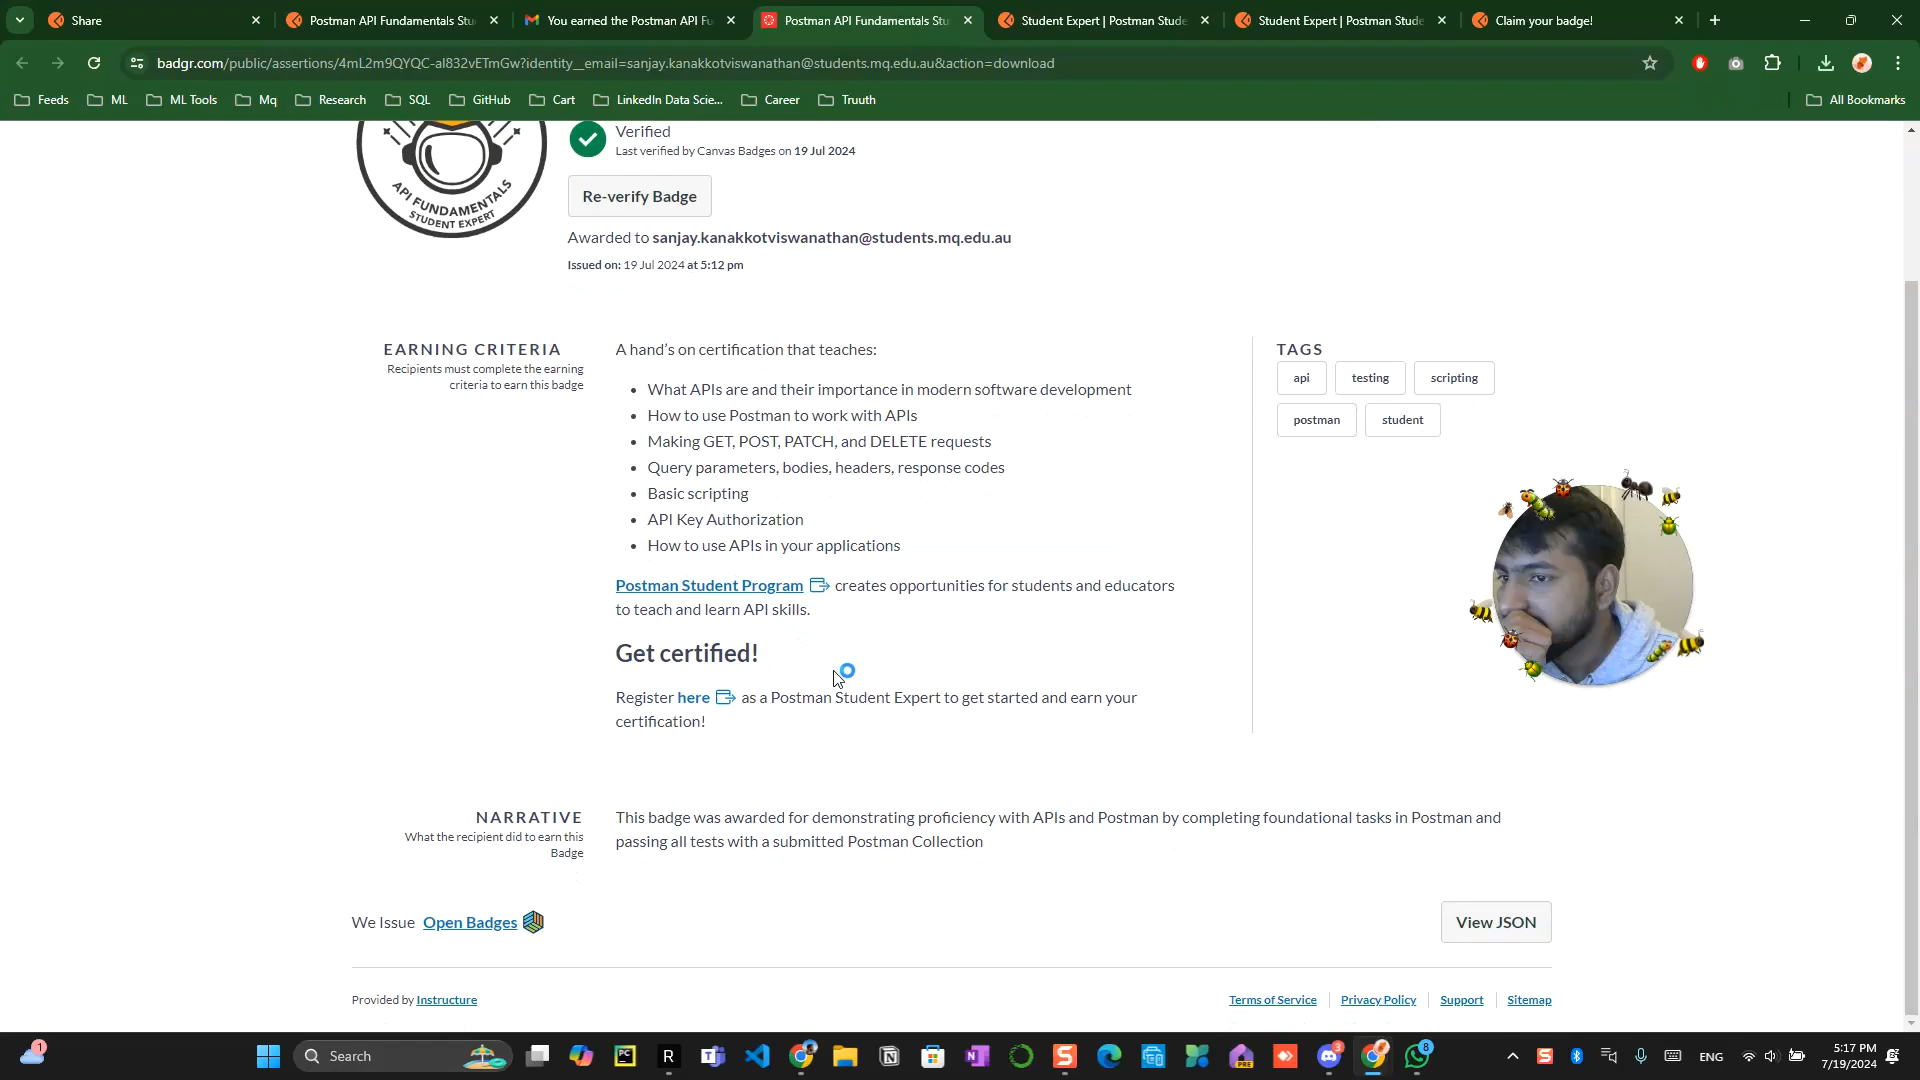 Share
Postman API Fundamentals Stu
You earned the Postman API Fu
Postman API Fundamentals Stu
Student Expert | Postman Stude
Student Expert | Postman Stude
Claim your badge!
badgr.com/public/assertions/4mL2m9QYQC-al832vETmGw?identity__email=sanjay.kanakkotviswanathan@students.mq.edu.au&action=download
Feeds
ML
ML Tools
Mq
Research
SQL
GitHub
Cart
LinkedIn Data Scie...
Career
Truuth
All Bookmarks
API FUNDAMENTALS
STUDENT EXPERT
Verified
Last verified by Canvas Badges on 19 Jul 2024
Re-verify Badge
Awarded to sanjay.kanakkotviswanathan@students.mq.edu.au
Issued on: 19 Jul 2024 at 5:12 pm
EARNING CRITERIA
Recipients must complete the earning
criteria to earn this badge
A hand's on certification that teaches:
• What APIs are and their importance in modern software development
• How to use Postman to work with APIs
• Making GET, POST, PATCH, and DELETE requests
• Query parameters, bodies, headers, response codes
• Basic scripting
• API Key Authorization
• How to use APIs in your applications
Postman Student Program creates opportunities for students and educators
to teach and learn API skills.
Get certified!
Register here as a Postman Student Expert to get started and earn your
certification!
TAGS
api
testing
scripting
postman
student
NARRATIVE
What the recipient did to earn this
Badge
This badge was awarded for demonstrating proficiency with APIs and Postman by completing foundational tasks in Postman and
passing all tests with a submitted Postman Collection
We Issue Open Badges
View JSON
Provided by Instructure
Terms of Service
Privacy Policy
Support
Sitemap
1
Search
PC
R
PRE
3
8
ENG
5:17 PM
7/19/2024